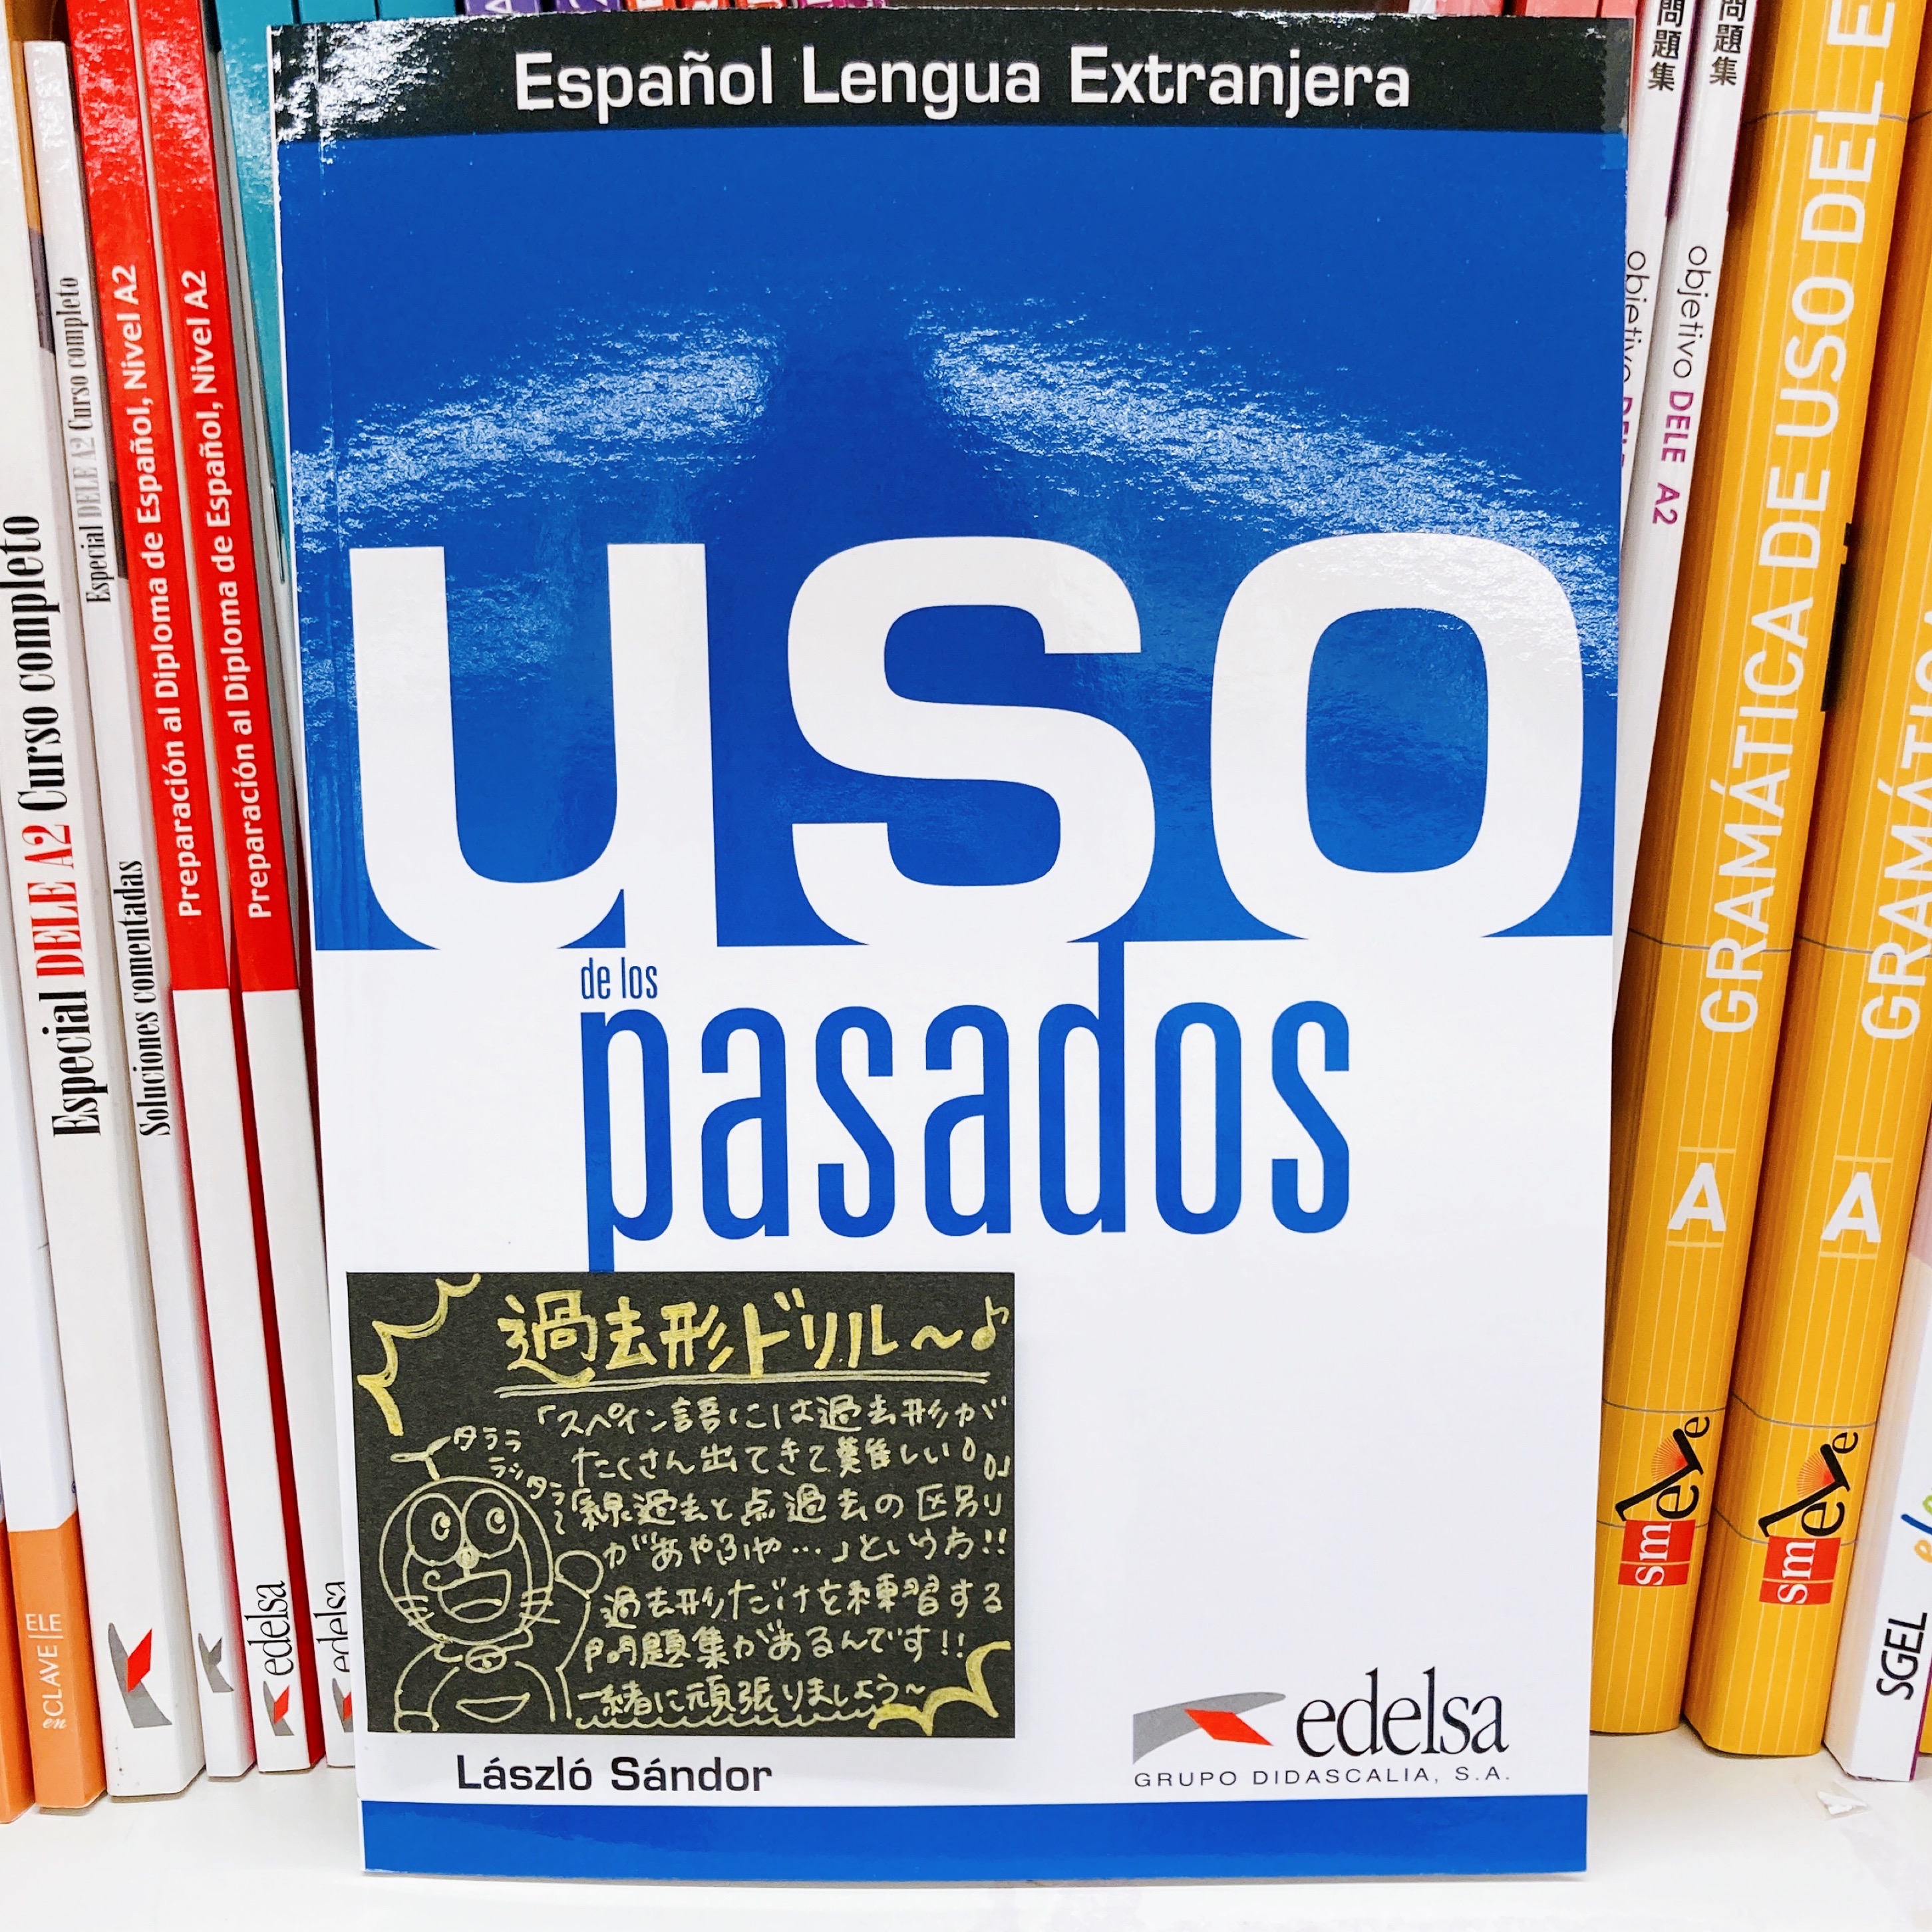 Español Lengua Extranjera
uso
de los
pasados
過去形ドリル〜♪
「スペイン語には過去形が
たくさん出てきて難しい。。」
「線過去と点過去の区別
があやふや…」というち!!
過去形だけを練習する
問題集があるんです!!
一緒に頑張りましょう〜
タララ
ラッタラ
 László Sándor
edelsa
GRUPO DIDASCALIA, S.A.
en CLAVE ELE
Especial DELE A2 Curso completo
Especial DELE A2 Curso completo
Soluciones comentadas
Preparación al Diploma de Español, Nivel A2
edelsa
Preparación al Diploma de Español, Nivel A2
edelsa
問題集
objetivo
問題集
objetivo DELE A2
GRAMÁTICA DE USO DEL E
A
sm
eLe
GRAMÁTIC
A
sm
eLe
SGEL